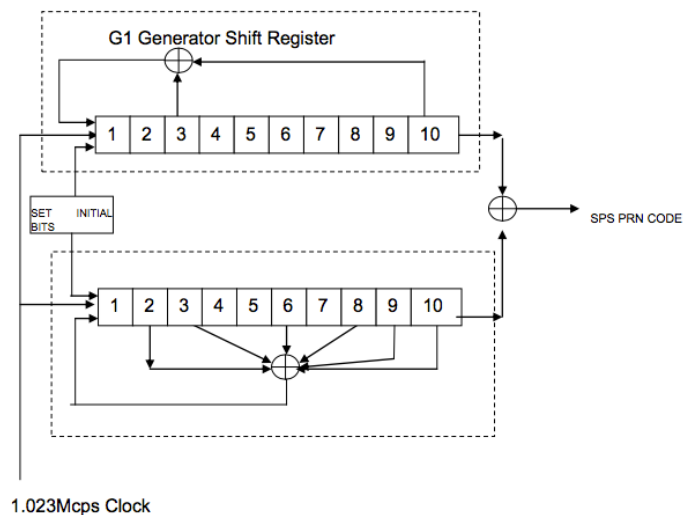 G1 Generator Shift Register
1 2 3 4 5 6 7 8 9 10
SET INITIAL
BITS
SPS PRN CODE
1 2 3 4 5 6 7 8 9 10
1.023Mcps Clock